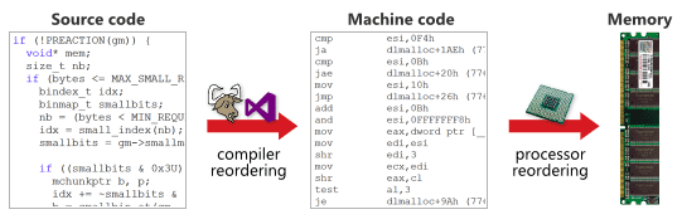 Source code
if (!PREACTION(gm)) {
void* mem;
size_t nb;
if (bytes <= MAX_SMALL_R
bindex_t idx;
binmap_t smallbits;
nb = (bytes < MIN_REQU
idx = small_index(nb);
smallbits = gm->smallm
if ((smallbits & 0x3U)
mchunkptr b, p;
idx += ~smallbits &
compiler
reordering
Machine code
cmp esi,0F4h
ja dlmalloc+1AEh (77
cmp esi,0Bh
jae dlmalloc+20h (774
mov esi,10h
jmp dlmalloc+26h (774
add esi,0Bh
and esi,0FFFFFFF8h
mov eax,dword ptr [_
mov edi,esi
shr edi,3
mov ecx,edi
shr eax,cl
test al,3
je dlmalloc+9Ah (77
processor
reordering
Memory